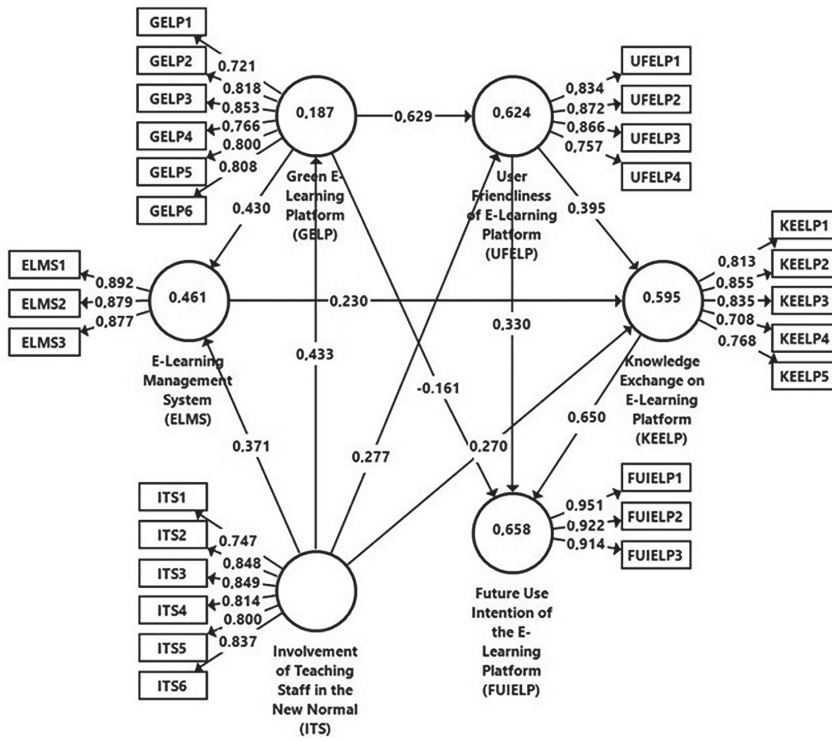 GELP1
GELP2
GELP3
GELP4
GELP5
GELP6
0.721
0.818
0.853
0.766
0.800
0.808
0,187
Green E-
Learning
Platform
(GELP)
0,629
0.624
User
Friendliness
of E-Learning
Platform
(UFELP)
0,834
0,872
0,866
0,757
UFELP1
UFELP2
UFELP3
UFELP4
0.430
0,395
ELMS1
ELMS2
ELMS3
0.892
0.879
0.877
0.461
E-Learning
Management
System
(ELMS)
0.230
0,330
0,433
-0.161
0.595
Knowledge
Exchange on
E-Learning
Platform
(KEELP)
0,813
0.855
0.835
0.708
0.768
KEELP1
KEELP2
KEELP3
KEELP4
KEELP5
0,371
0.277
0,270
0,650
ITS1
ITS2
ITS3
ITS4
ITS5
ITS6
0.747
0,848
0.849
0.814
0.800
0.837
Involvement
of Teaching
Staff in the
New Normal
(ITS)
0,658
Future Use
Intention of
the E-
Learning
Platform
(FUIELP)
0,951
0,922
0,914
FUIELP1
FUIELP2
FUIELP3